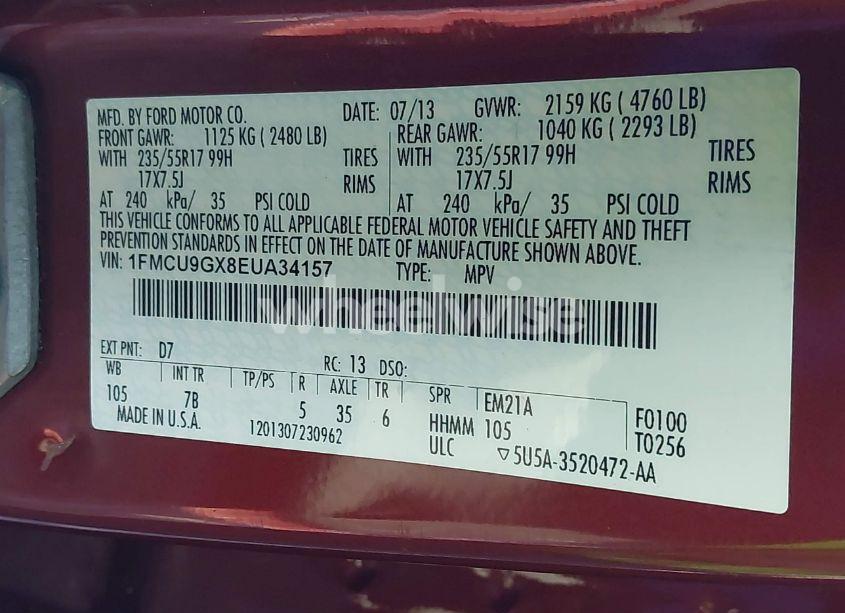 MFD. BY FORD MOTOR CO. DATE: 07/13 GVWR: 2159 KG ( 4760 LB)
FRONT GAWR: 1125 KG ( 2480 LB) REAR GAWR: 1040 KG ( 2293 LB)
WITH 235/55R17 99H TIRES WITH 235/55R17 99H TIRES
17X7.5J RIMS 17X7.5J RIMS
AT 240 kPa/ 35 PSI COLD AT 240 kPa/ 35 PSI COLD
THIS VEHICLE CONFORMS TO ALL APPLICABLE FEDERAL MOTOR VEHICLE SAFETY AND THEFT
PREVENTION STANDARDS IN EFFECT ON THE DATE OF MANUFACTURE SHOWN ABOVE.
VIN: 1FMCU9GX8EUA34157 TYPE: MPV
wheelwise
EXT PNT: D7 RC: 13 DSO:
WB INT TR TP/PS R AXLE TR SPR EM21A F0100
105 7B 5 35 6 HHMM 105 T0256
MADE IN U.S.A. 1201307230962 ULC ▽5U5A-3520472-AA